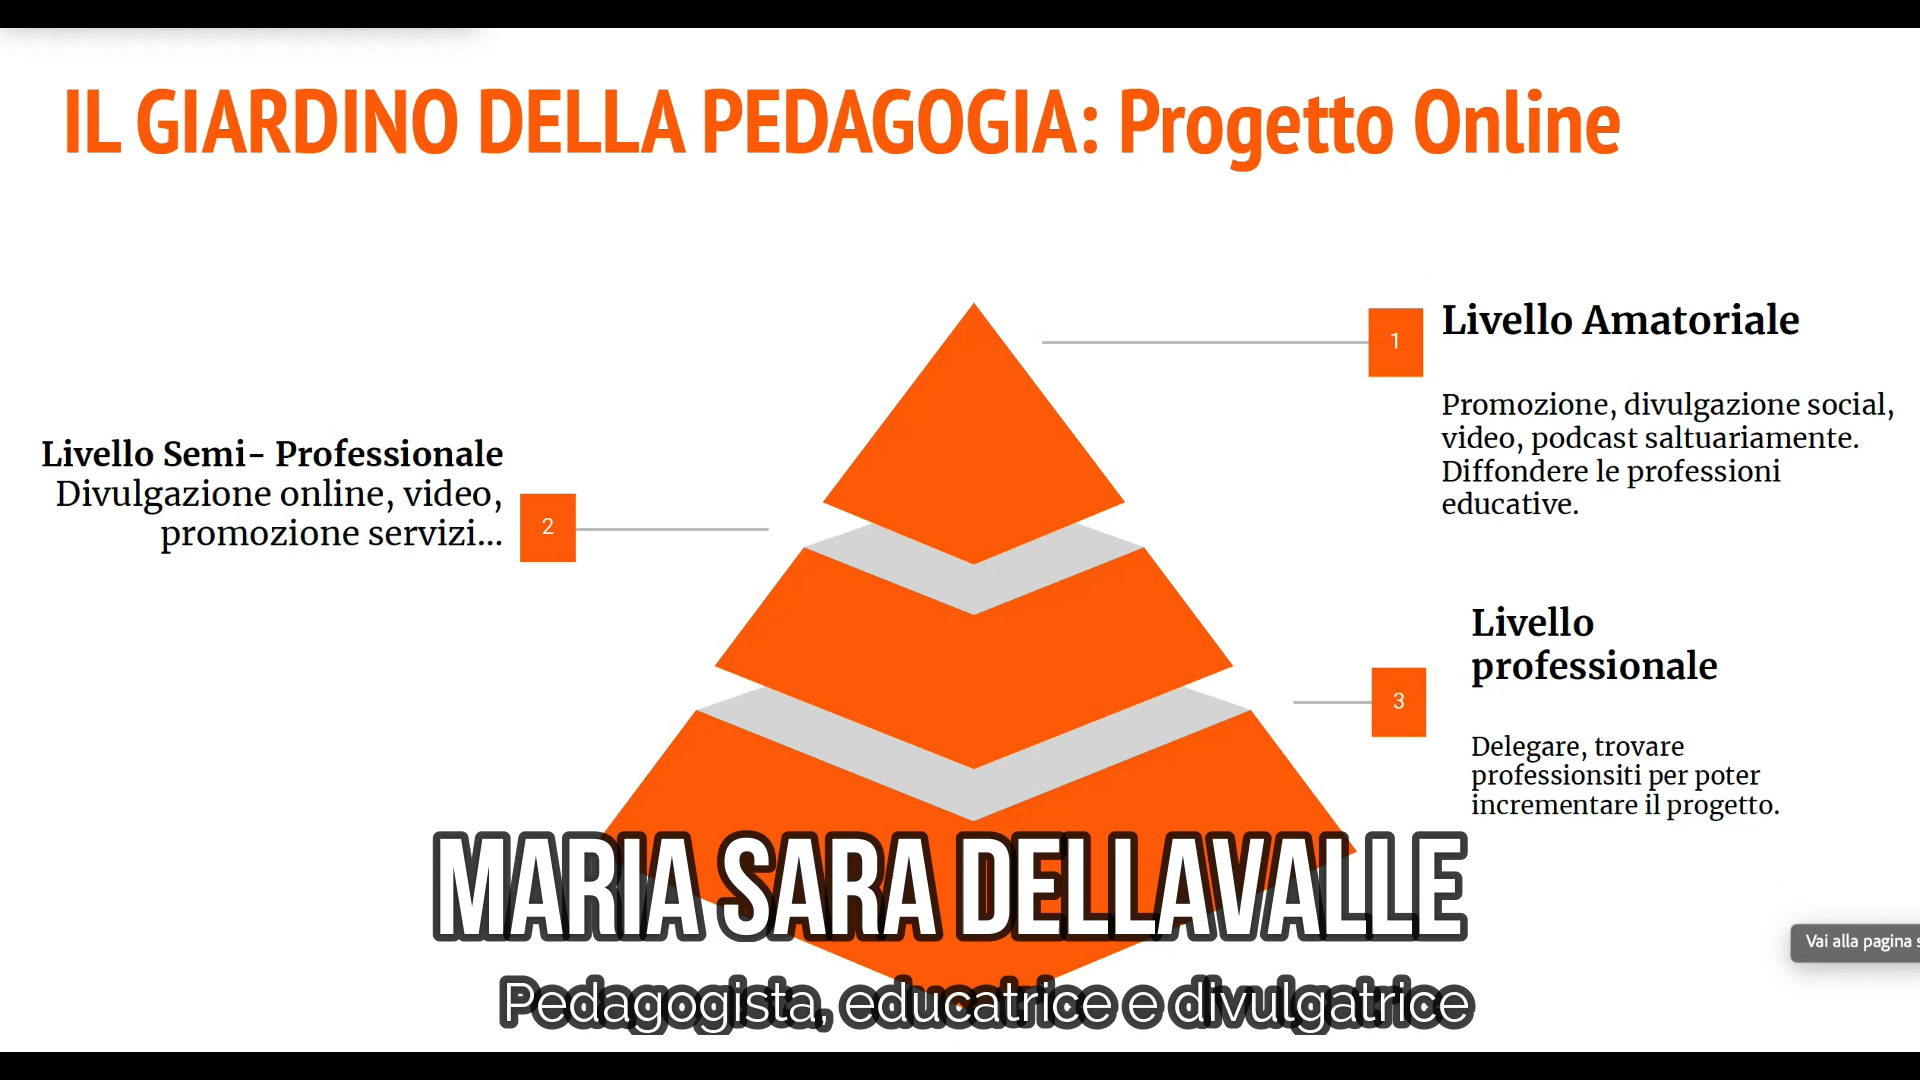 IL GIARDINO DELLA PEDAGOGIA: Progetto Online
1
Livello Amatoriale
Promozione, divulgazione social,
video, podcast saltuariamente.
Diffondere le professioni
educative.
Livello Semi- Professionale
Divulgazione online, video,
promozione servizi...
2
Livello
professionale
3
Delegare, trovare
professionsiti per poter
incrementare il progetto.
MARIA SARA DELLAVALLE
Pedagogista, educatrice e divulgatrice
Vai alla pagina